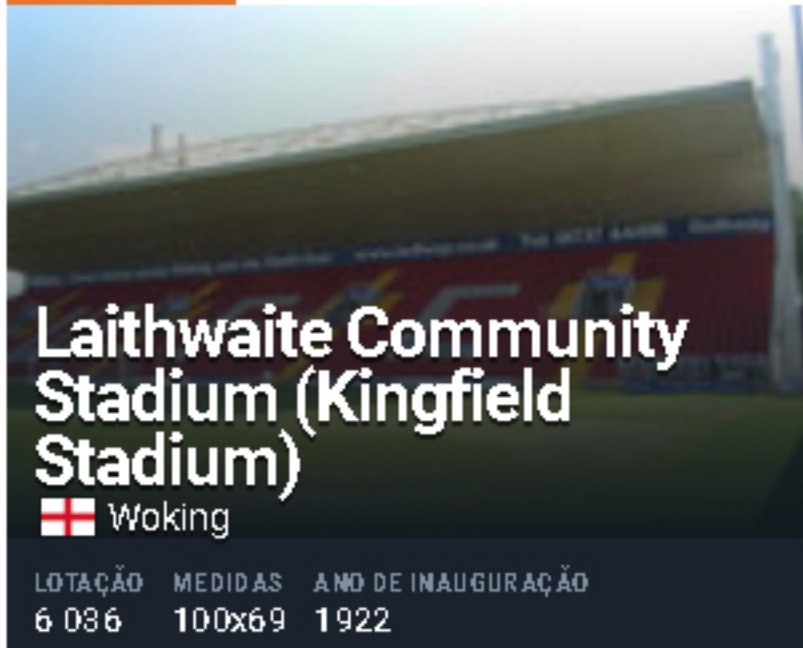 Laithwaite Community
Stadium (Kingfield
Stadium)
Woking
LOTAÇÃO MEDIDAS ANO DE INAUGURAÇÃO
6 036 100x69 1922